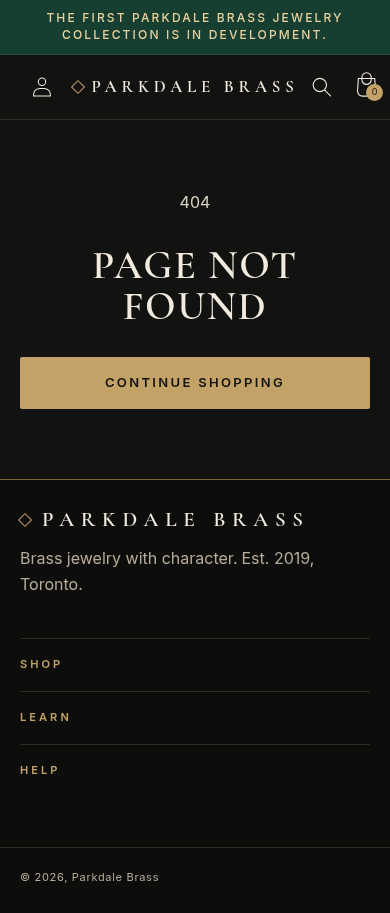 THE FIRST PARKDALE BRASS JEWELRY
COLLECTION IS IN DEVELOPMENT.
PARKDALE BRASS
0
404
PAGE NOT
FOUND
CONTINUE SHOPPING
PARKDALE BRASS
Brass jewelry with character. Est. 2019,
Toronto.
SHOP
LEARN
HELP
© 2026, Parkdale Brass